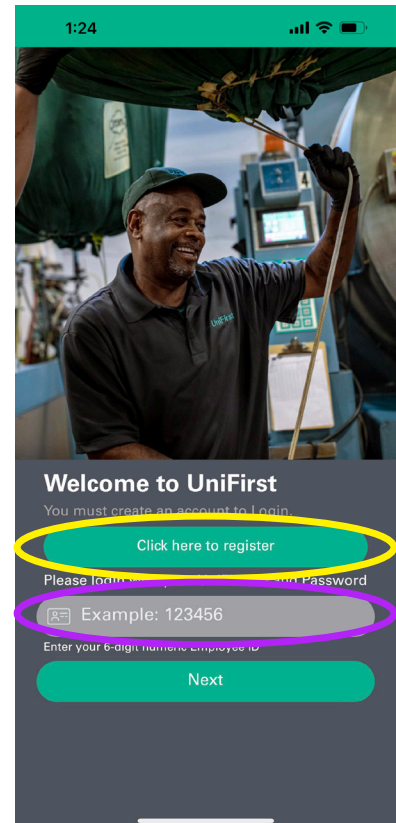 1:24
4
UniFirst
Welcome to UniFirst
You must create an account to Login.
Click here to register
Please login and Password
Example: 123456
Enter your 6-digit numeric Employee ID
Next